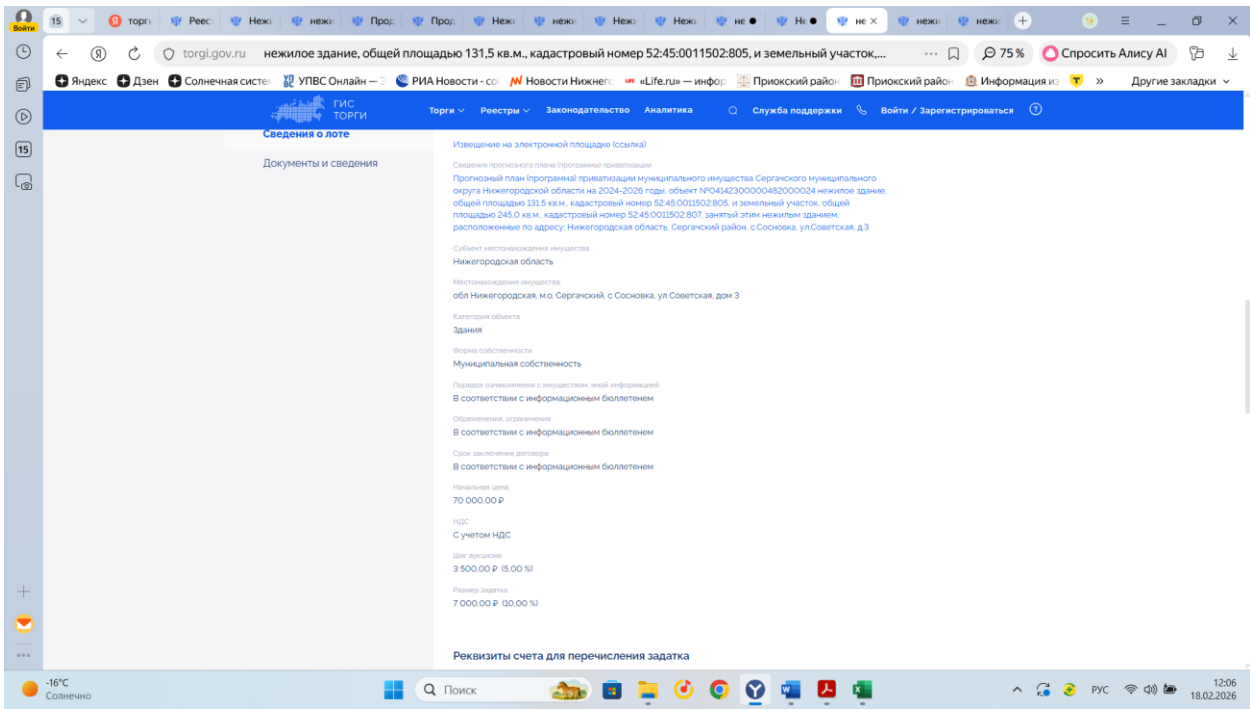 Войти
15
торги
Реест
Нежи
нежи
Прод
Прод
Нежи
нежи
Нежо
Нежи
не
Не
не
нежи
нежи
torgi.gov.ru
нежилое здание, общей площадью 131,5 кв.м., кадастровый номер 52:45:0011502:805, и земельный участок,...
75 %
Спросить Алису AI
Яндекс
Дзен
Солнечная систем
УПВС Онлайн —
РИА Новости - со
Новости Нижнего
«Life.ru» — инфор
Приокский район
Приокский район
Информация из
»
Другие закладки
15
ГИС
ТОРГИ
Торги
Реестры
Законодательство
Аналитика
Служба поддержки
Войти / Зарегистрироваться
Сведения о лоте
Документы и сведения
Извещение на электронной площадке (ссылка)
Сведения прогнозного плана (программы) приватизации
Прогнозный план (программа) приватизации муниципального имущества Сергачского муниципального
округа Нижегородской области на 2024-2026 годы, объект №04142300000482000024 нежилое здание,
общей площадью 131,5 кв.м., кадастровый номер 52:45:0011502:805, и земельный участок, общей
площадью 245,0 кв.м., кадастровый номер 52:45:0011502:807, занятый этим нежилым зданием,
расположенные по адресу: Нижегородская область, Сергачский район, с.Сосновка, ул.Советская, д.3
Субъект местонахождения имущества
Нижегородская область
Местонахождение имущества
обл Нижегородская, м.о. Сергачский, с Сосновка, ул Советская, дом 3
Категория объекта
Здания
Форма собственности
Муниципальная собственность
Порядок ознакомления с имуществом, иной информацией
В соответствии с информационным бюллетенем
Обременения, ограничения
В соответствии с информационным бюллетенем
Срок заключения договора
В соответствии с информационным бюллетенем
Начальная цена
70 000,00 ₽
НДС
С учетом НДС
Шаг аукциона
3 500,00 ₽ (5,00 %)
Размер задатка
7 000,00 ₽ (10,00 %)
Реквизиты счета для перечисления задатка
-16°C
Солнечно
Поиск
РУС
12:06
18.02.2026